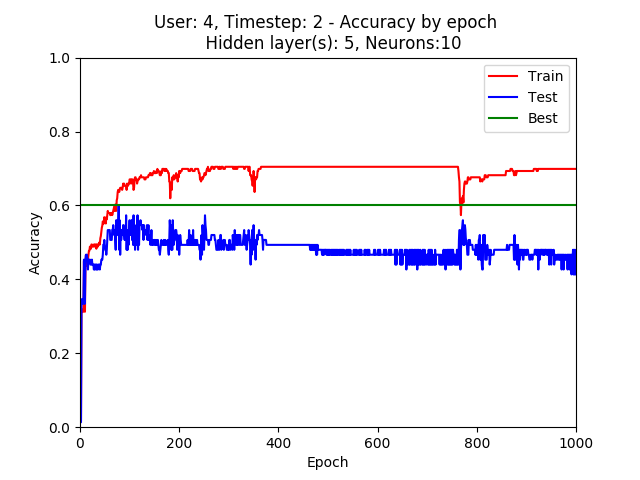 User: 4, Timestep: 2 - Accuracy by epoch
Hidden layer(s): 5, Neurons:10
1.0
0.8
0.6
0.4
0.2
0.0
Accuracy
Train
Test
Best
0 200 400 600 800 1000
Epoch